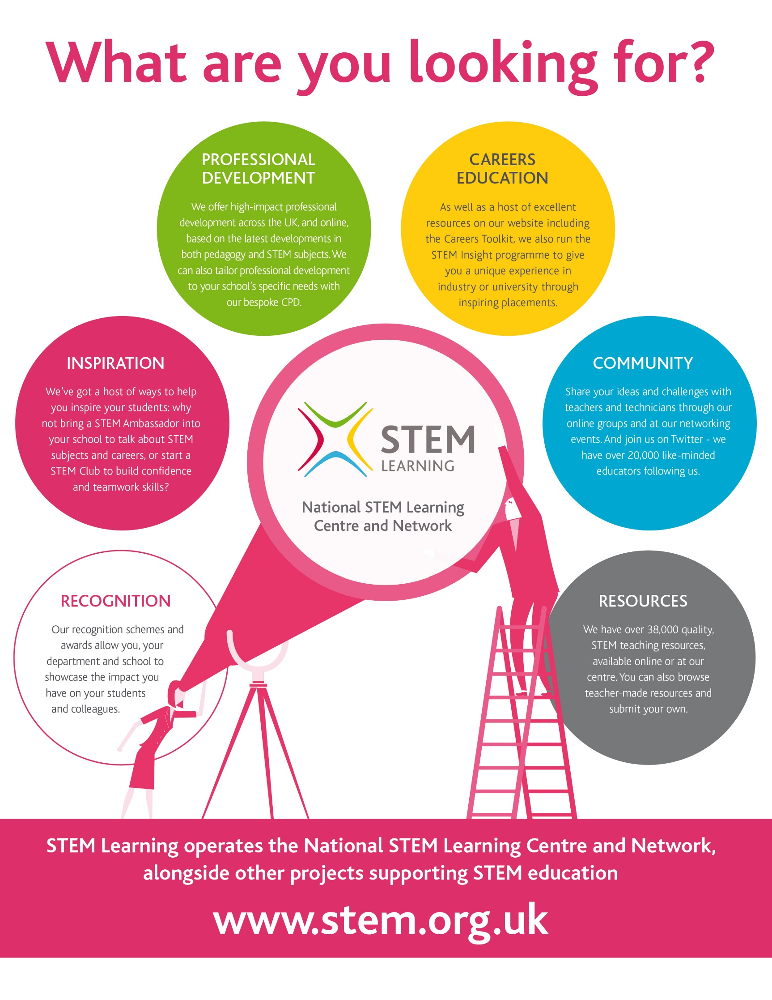 What are you looking for?
PROFESSIONAL
DEVELOPMENT
We offer high-impact professional
development across the UK, and online,
based on the latest developments in
both pedagogy and STEM subjects. We
can also tailor professional development
to your school's specific needs with
our bespoke CPD.
CAREERS
EDUCATION
As well as a host of excellent
resources on our website including
the Careers Toolkit, we also run the
STEM Insight programme to give
you a unique experience in
industry or university through
inspiring placements.
INSPIRATION
We've got a host of ways to help
you inspire your students: why
not bring a STEM Ambassador into
your school to talk about STEM
subjects and careers, or start a
STEM Club to build confidence
and teamwork skills?
STEM
LEARNING
National STEM Learning
Centre and Network
COMMUNITY
Share your ideas and challenges with
teachers and technicians through our
online groups and at our networking
events. And join us on Twitter - we
have over 20,000 like-minded
educators following us.
RECOGNITION
Our recognition schemes and
awards allow you, your
department and school to
showcase the impact you
have on your students
and colleagues.
RESOURCES
We have over 38,000 quality,
STEM teaching resources,
available online or at our
centre. You can also browse
teacher-made resources and
submit your own.
STEM Learning operates the National STEM Learning Centre and Network,
alongside other projects supporting STEM education
www.stem.org.uk